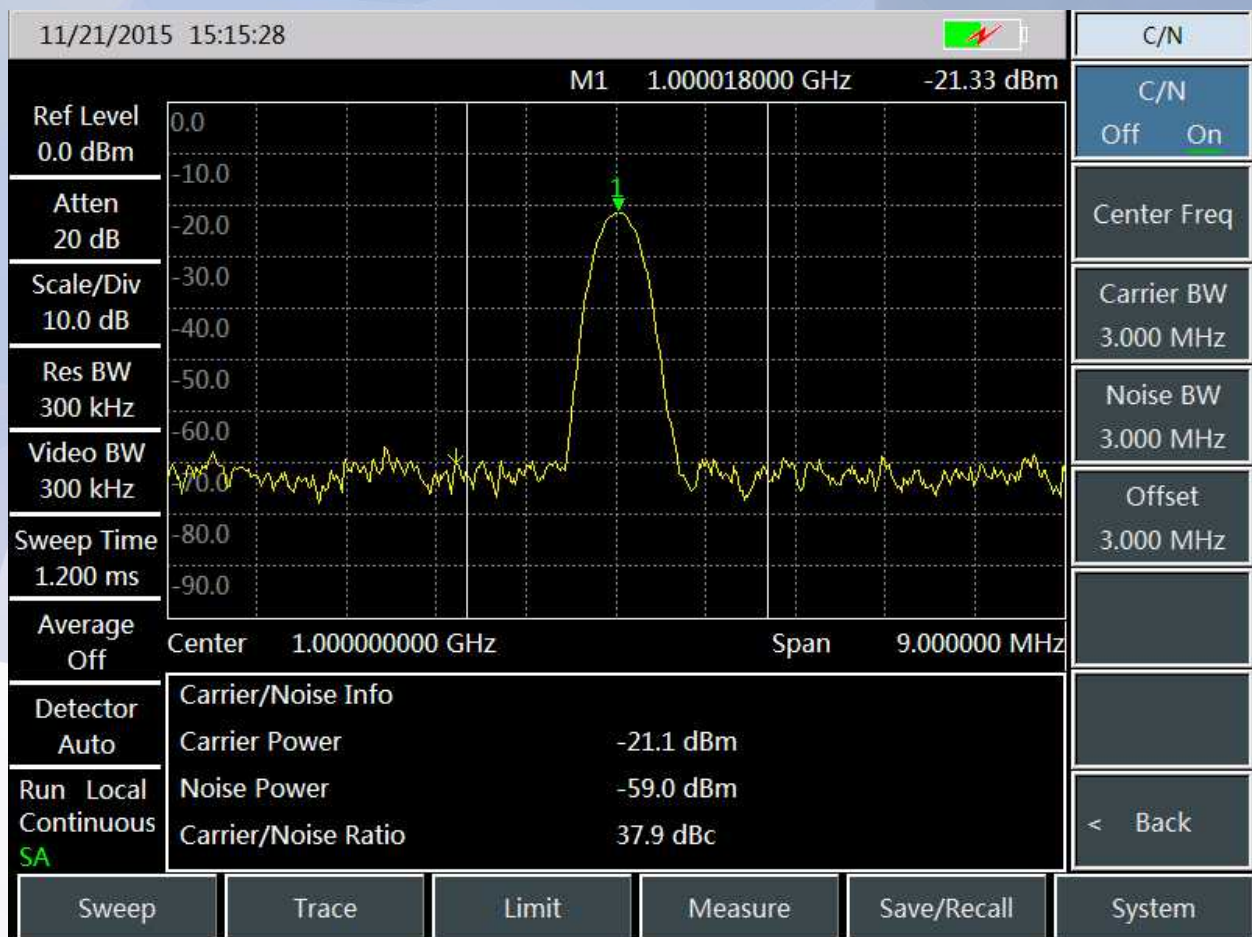 11/21/2015 15:15:28
M1 1.000018000 GHz -21.33 dBm
Ref Level
0.0 dBm
Atten
20 dB
Scale/Div
10.0 dB
Res BW
300 kHz
Video BW
300 kHz
Sweep Time
1.200 ms
Average
Off
Detector
Auto
Run Local
Continuous
SA
0.0
-10.0
1
-20.0
-30.0
-40.0
-50.0
-60.0
-70.0
-80.0
-90.0
Center 1.000000000 GHz Span 9.000000 MHz
Carrier/Noise Info
Carrier Power -21.1 dBm
Noise Power -59.0 dBm
Carrier/Noise Ratio 37.9 dBc
C/N
C/N
Off On
Center Freq
Carrier BW
3.000 MHz
Noise BW
3.000 MHz
Offset
3.000 MHz
< Back
Sweep Trace Limit Measure Save/Recall System